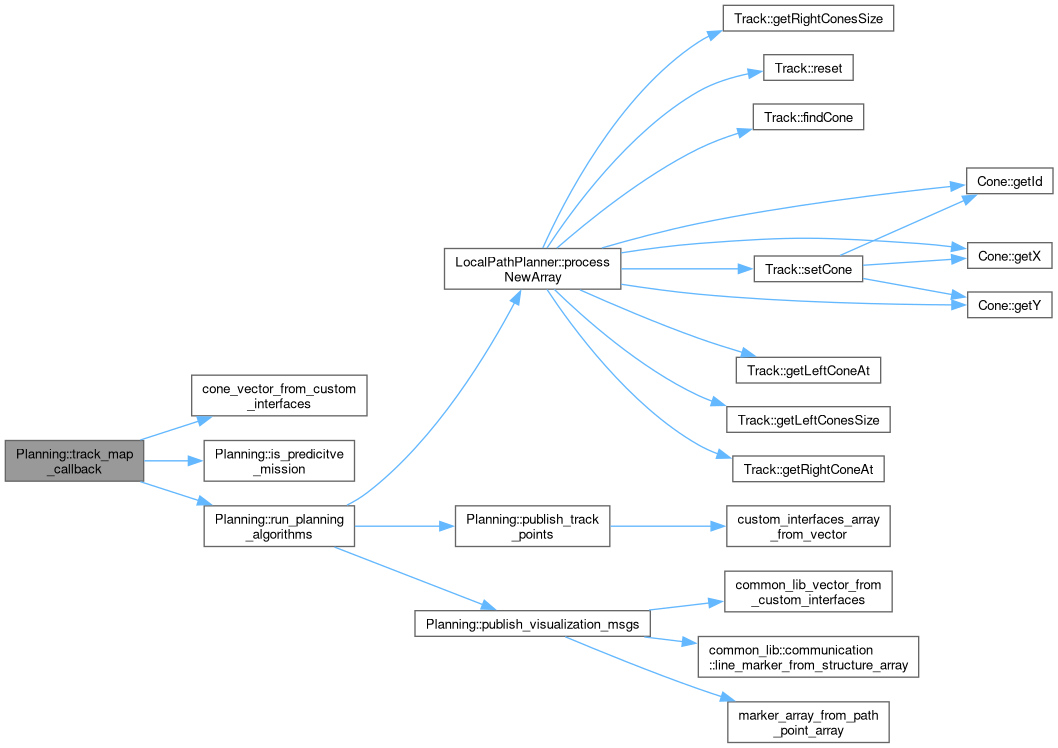 Track::getRightConesSize
Track::reset
Track::findCone
Cone::getId
LocalPathPlanner::process
NewArray
Track::setCone
Cone::getX
Cone::getY
Track::getLeftConeAt
cone_vector_from_custom
_interfaces
Track::getLeftConesSize
Planning::track_map
_callback
Planning::is_predicitve
_mission
Track::getRightConeAt
Planning::run_planning
_algorithms
Planning::publish_track
_points
custom_interfaces_array
_from_vector
common_lib_vector_from
_custom_interfaces
Planning::publish_visualization_msgs
common_lib::communication
::line_marker_from_structure_array
marker_array_from_path
_point_array